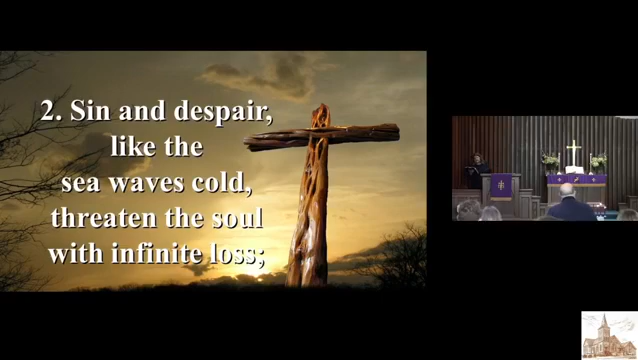 2. Sin and despair,
like the
sea waves cold,
threaten the soul
with infinite loss;